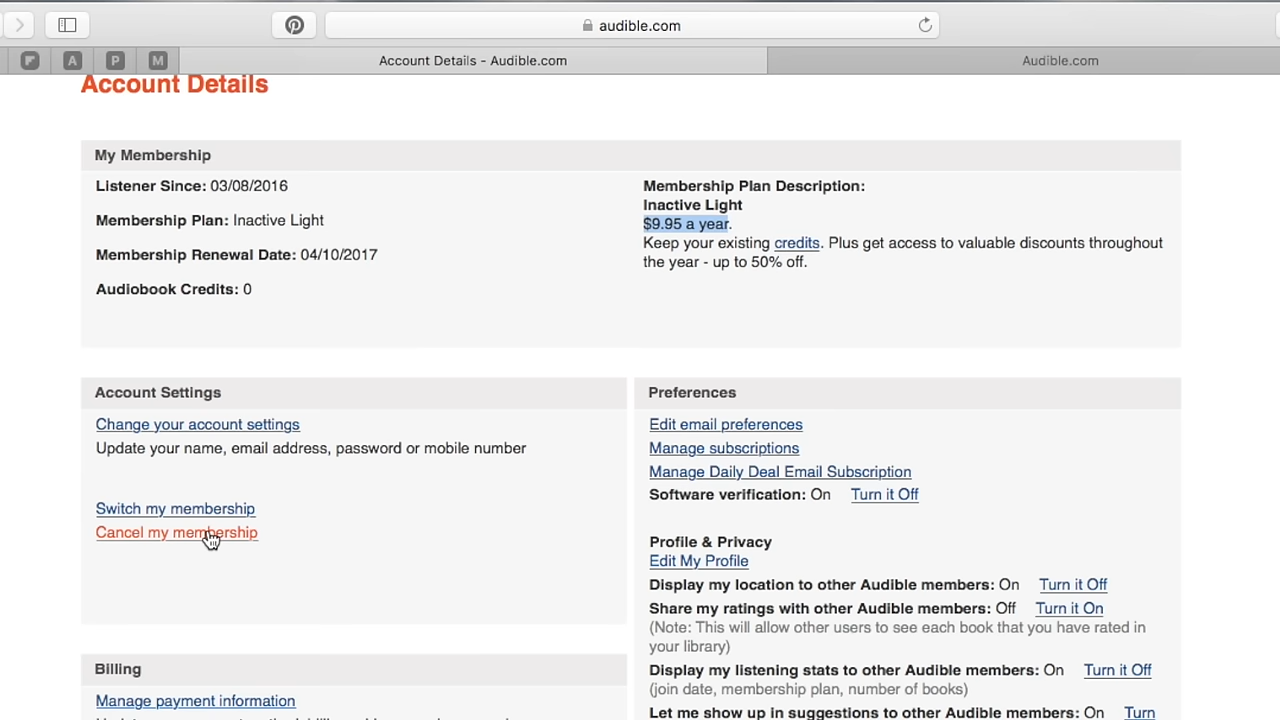 audible.com
A P M
Account Details - Audible.com
Audible.com
Account Details
My Membership
Listener Since: 03/08/2016
Membership Plan: Inactive Light
Membership Renewal Date: 04/10/2017
Audiobook Credits: 0
Membership Plan Description:
Inactive Light
$9.95 a year.
Keep your existing credits. Plus get access to valuable discounts throughout
the year - up to 50% off.
Account Settings
Change your account settings
Update your name, email address, password or mobile number
Switch my membership
Cancel my membership
Billing
Manage payment information
Preferences
Edit email preferences
Manage subscriptions
Manage Daily Deal Email Subscription
Software verification: On Turn it Off
Profile & Privacy
Edit My Profile
Display my location to other Audible members: On Turn it Off
Share my ratings with other Audible members: Off Turn it On
(Note: This will allow other users to see each book that you have rated in
your library)
Display my listening stats to other Audible members: On Turn it Off
(join date, membership plan, number of books)
Let me show up in suggestions to other Audible members: On Turn